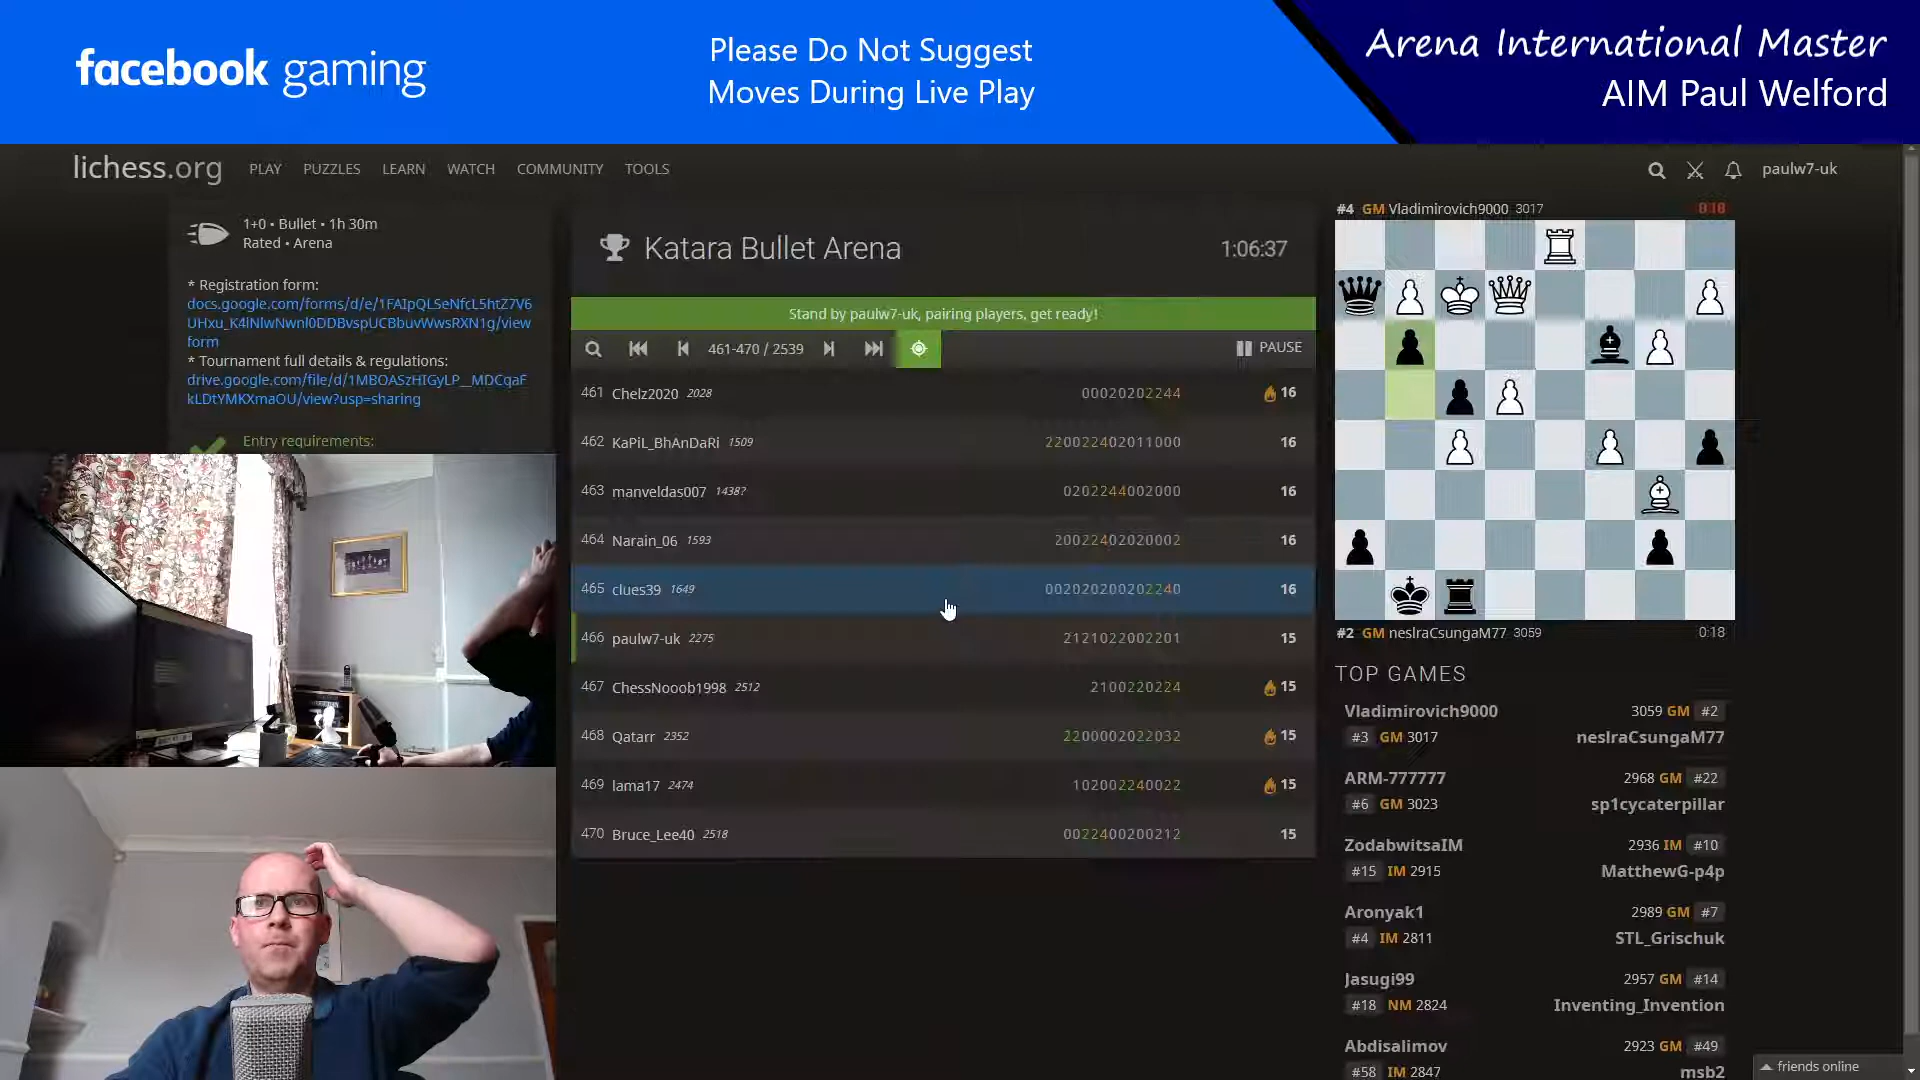 facebook gaming
Please Do Not Suggest
Moves During Live Play
Arena International Master
AIM Paul Welford
lichess.org PLAY PUZZLES LEARN WATCH COMMUNITY TOOLS paulw7-uk
1+0 • Bullet • 1h 30m
Rated • Arena
* Registration form:
docs.google.com/forms/d/e/1FAIpQLSeNfcL5htZ7V6
UHxu_K4lNlwNwnl0DDBvspUCBbuvWwsRXN1g/view
form
* Tournament full details & regulations:
drive.google.com/file/d/1MBOASzHIGyLP__MDCqaF
kLDtYMKXmaOU/view?usp=sharing
Entry requirements:
Katara Bullet Arena 1:06:37
Stand by paulw7-uk, pairing players, get ready!
461-470 / 2539 PAUSE
461 Chelz2020 2028 00020202244 16
462 KaPiL_BhAnDaRi 1509 220022402011000 16
463 manveldas007 1438? 0202244002000 16
464 Narain_06 1593 20022402020002 16
465 clues39 1649 002020200202240 16
466 paulw7-uk 2275 2121022002201 15
467 ChessNooob1998 2512 2100220224 15
468 Qatarr 2352 2200002022032 15
469 lama17 2474 102002240022 15
470 Bruce_Lee40 2518 0022400200212 15
#4 GM Vladimirovich9000 3017 0:18
#2 GM neslraCsungaM77 3059 0:18
TOP GAMES
Vladimirovich9000 3059 GM #2
#3 GM 3017 neslraCsungaM77
ARM-777777 2968 GM #22
#6 GM 3023 sp1cycaterpillar
ZodabwitsaIM 2936 IM #10
#15 IM 2915 MatthewG-p4p
Aronyak1 2989 GM #7
#4 IM 2811 STL_Grischuk
Jasugi99 2957 GM #14
#18 NM 2824 Inventing_Invention
Abdisalimov 2923 GM #49
#58 IM 2847 msb2
friends online